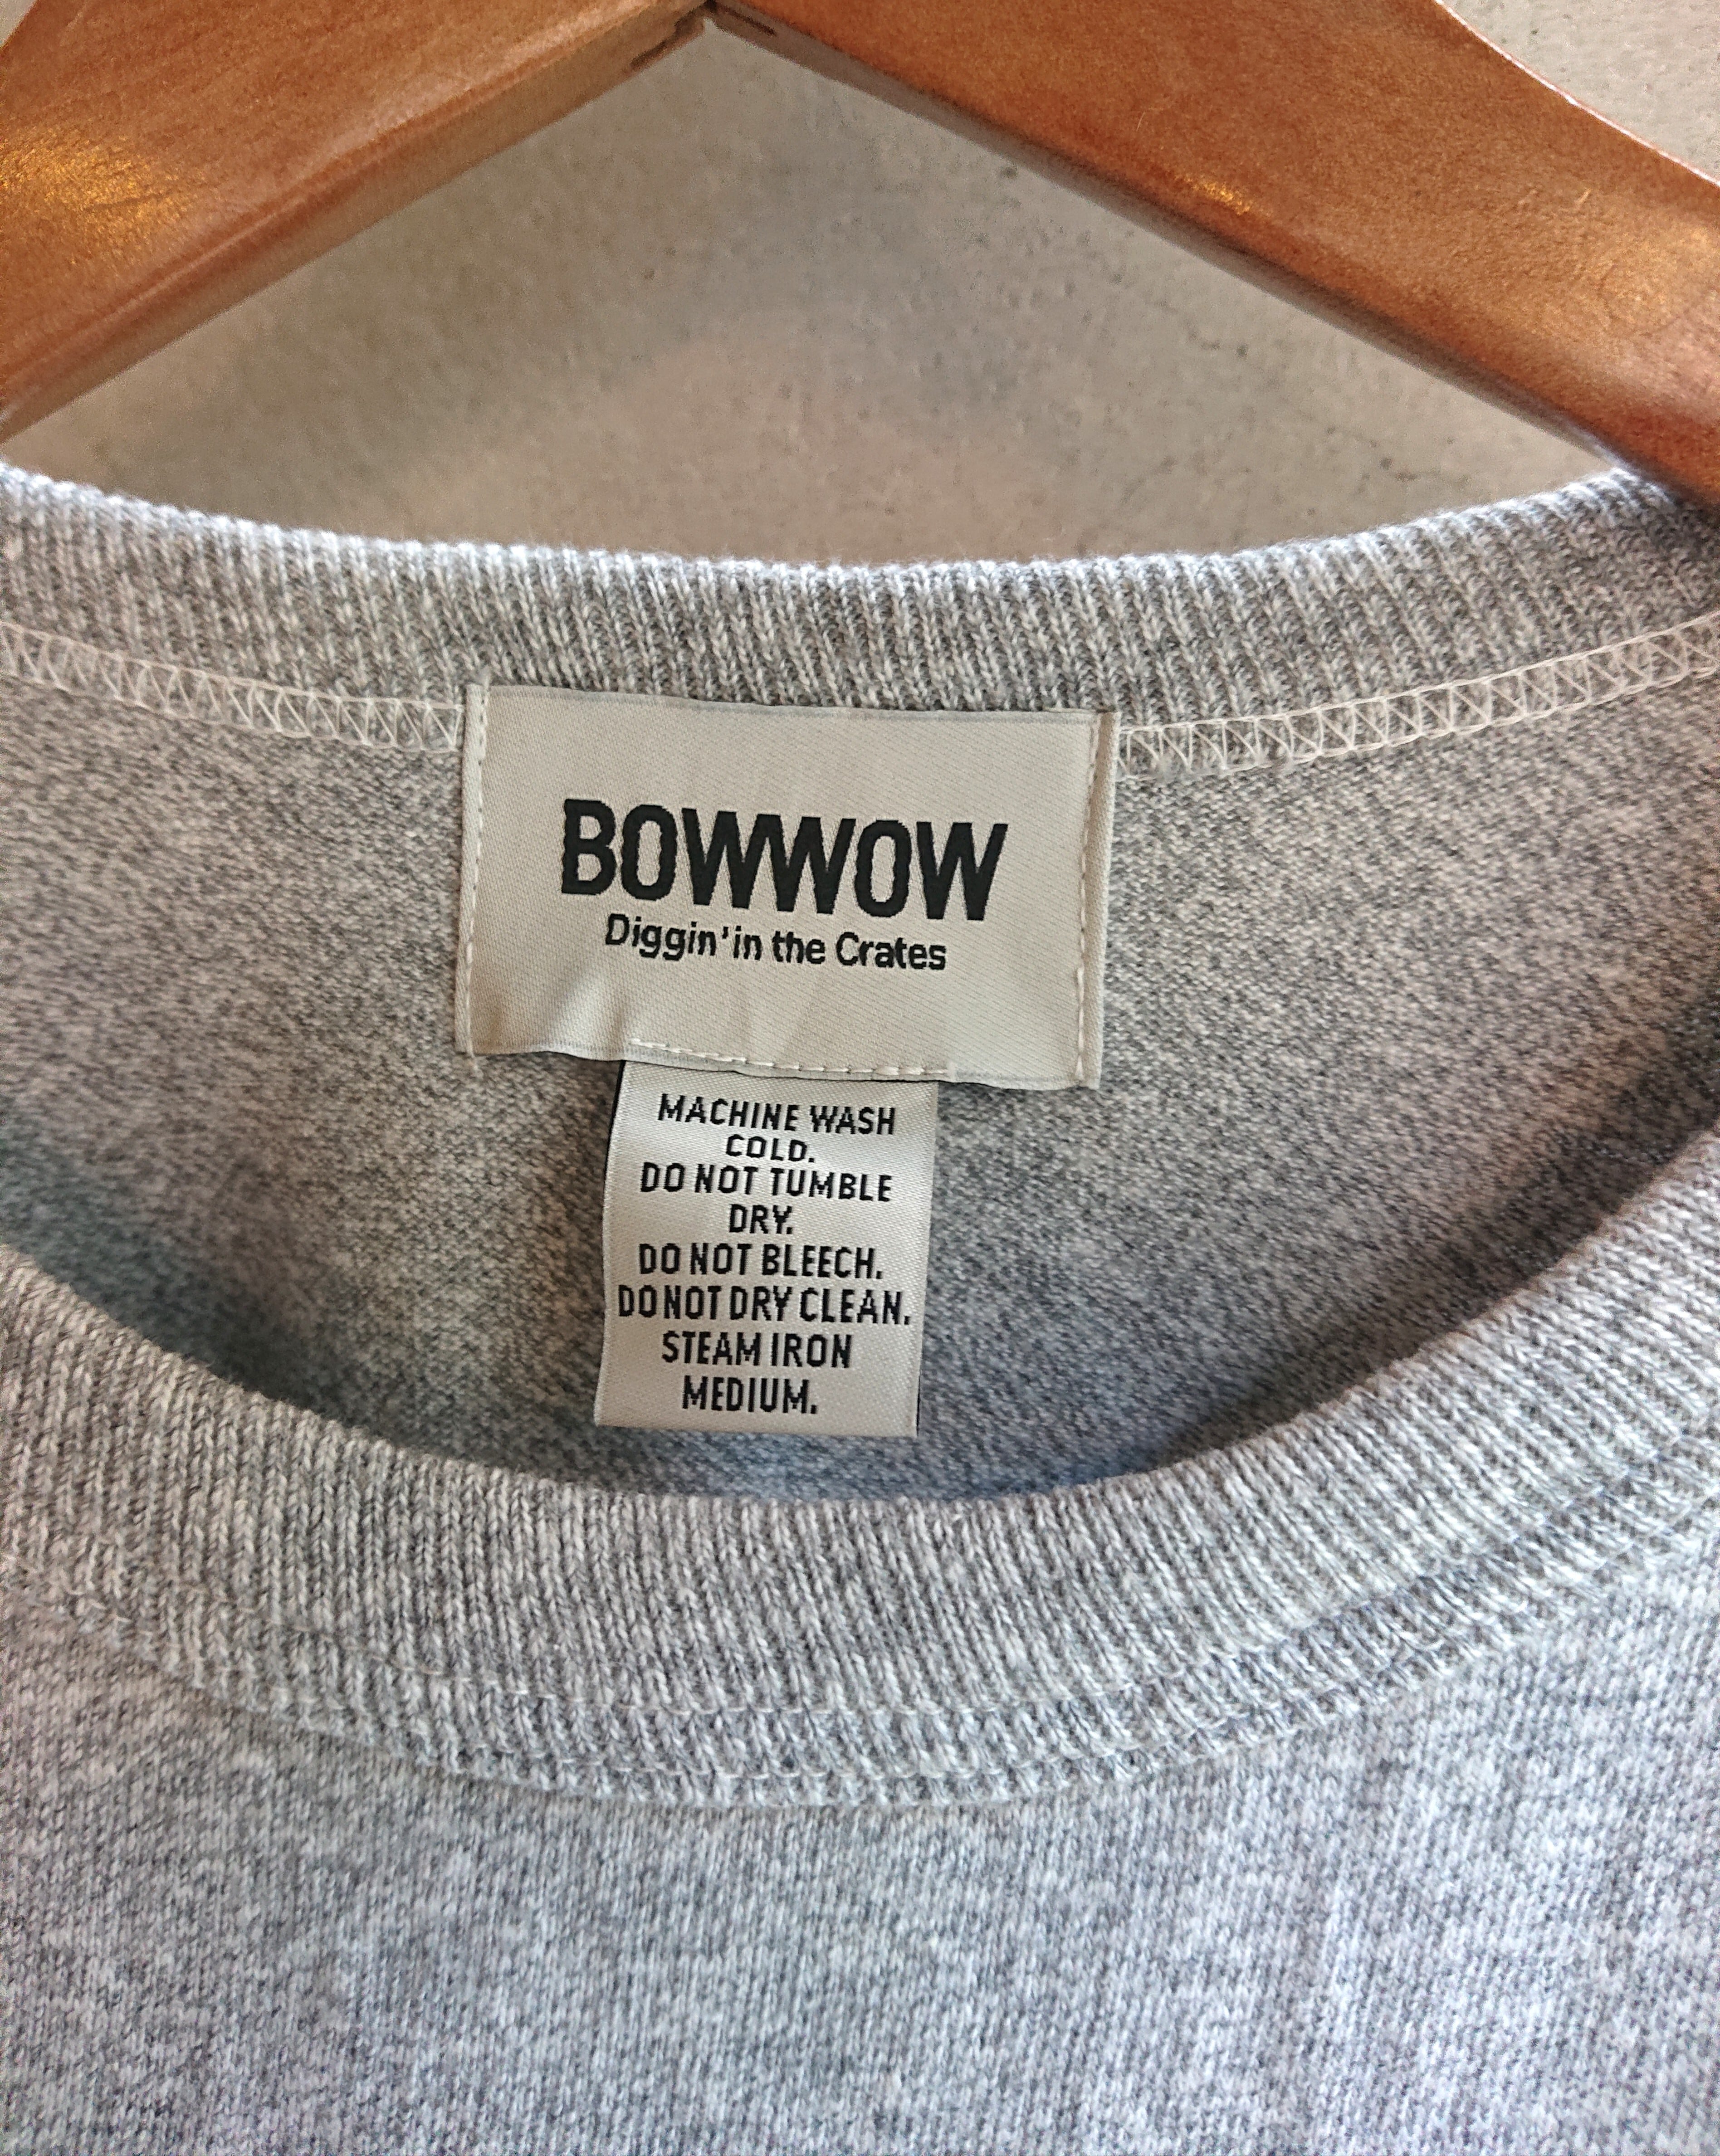 BOWWOW
Diggin' in the Crates
MACHINE WASH
COLD.
DO NOT TUMBLE
DRY.
DO NOT BLEECH.
DO NOT DRY CLEAN.
STEAM IRON
MEDIUM.